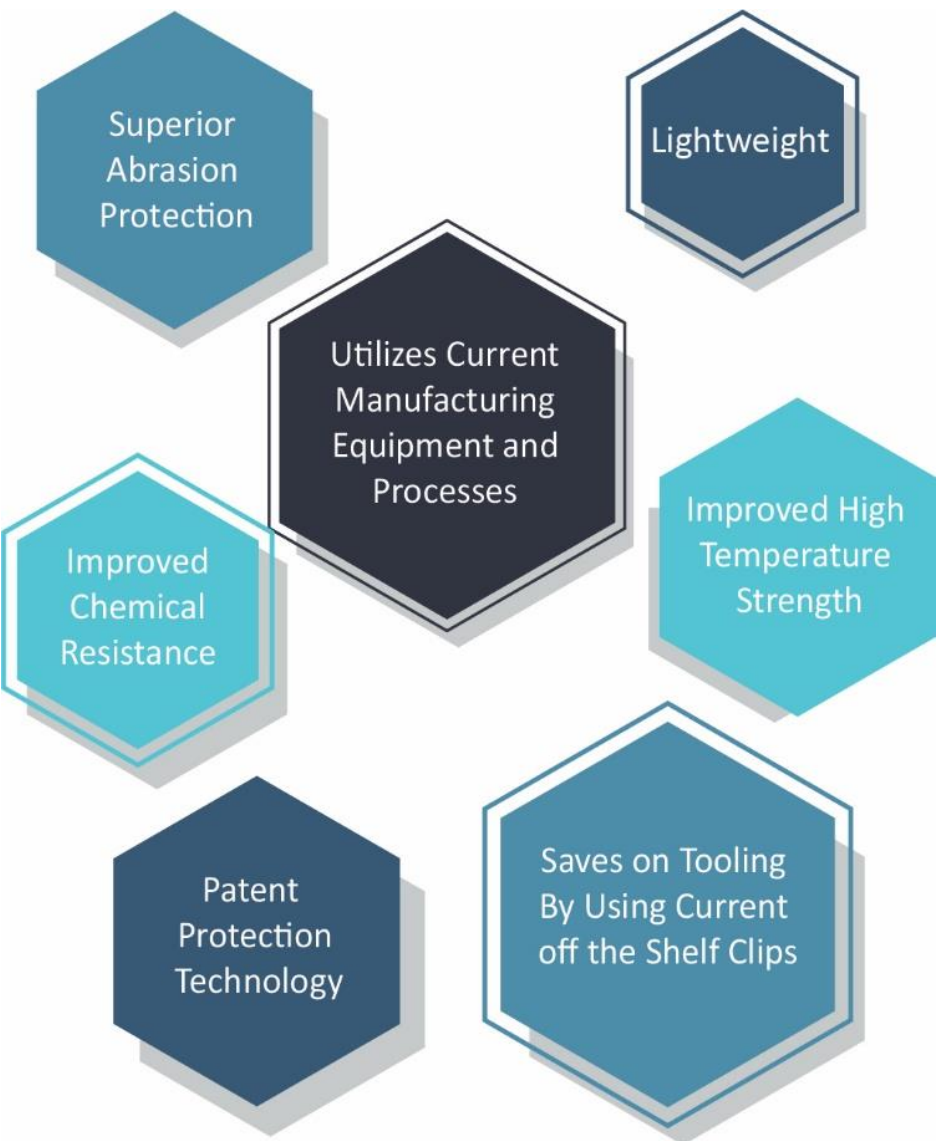 Superior
Abrasion
Protection
Lightweight
Utilizes Current
Manufacturing
Equipment and
Processes
Improved High
Temperature
Strength
Improved
Chemical
Resistance
Patent
Protection
Technology
Saves on Tooling
By Using Current
off the Shelf Clips